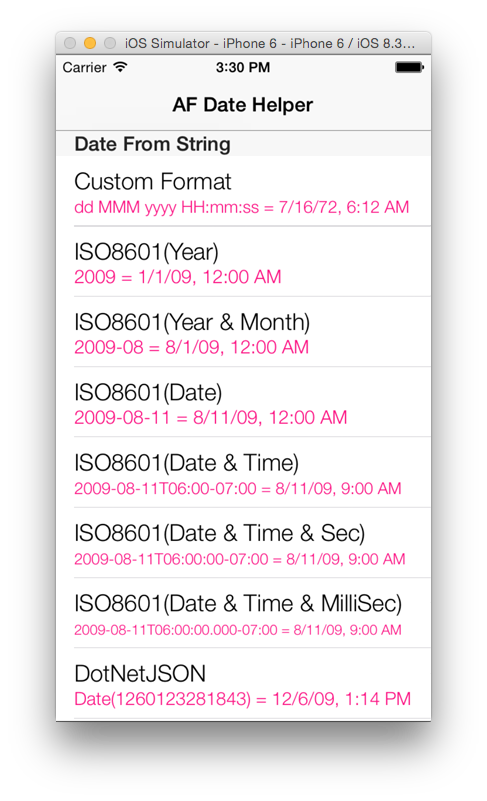 iOS Simulator - iPhone 6 - iPhone 6 / iOS 8.3...
Carrier 3:30 PM
AF Date Helper
Date From String
Custom Format
dd MMM yyyy HH:mm:ss = 7/16/72, 6:12 AM
ISO8601(Year)
2009 = 1/1/09, 12:00 AM
ISO8601(Year & Month)
2009-08 = 8/1/09, 12:00 AM
ISO8601(Date)
2009-08-11 = 8/11/09, 12:00 AM
ISO8601(Date & Time)
2009-08-11T06:00-07:00 = 8/11/09, 9:00 AM
ISO8601(Date & Time & Sec)
2009-08-11T06:00:00-07:00 = 8/11/09, 9:00 AM
ISO8601(Date & Time & MilliSec)
2009-08-11T06:00:00.000-07:00 = 8/11/09, 9:00 AM
DotNetJSON
Date(1260123281843) = 12/6/09, 1:14 PM